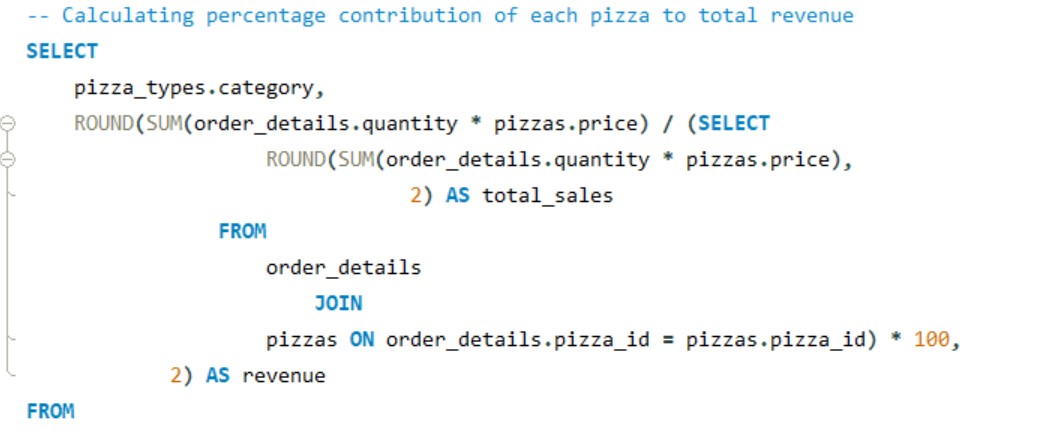 -- Calculating percentage contribution of each pizza to total revenue
SELECT
pizza_types.category,
ROUND(SUM(order_details.quantity * pizzas.price) / (SELECT
ROUND(SUM(order_details.quantity * pizzas.price),
2) AS total_sales
FROM
order_details
JOIN
pizzas ON order_details.pizza_id = pizzas.pizza_id) * 100,
2) AS revenue
FROM